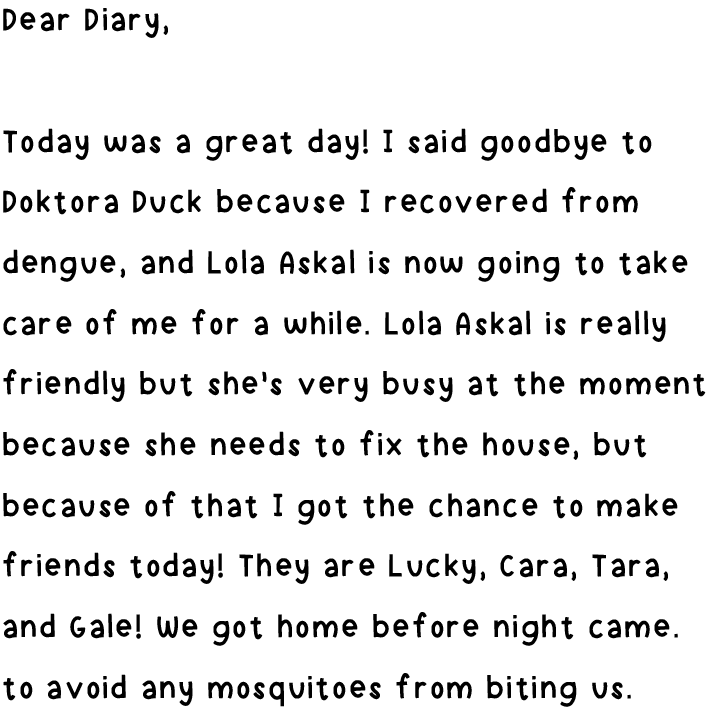 Dear Diary,
Today was a great day! I said goodbye to
Doktora Duck because I recovered from
dengue, and Lola Askal is now going to take
care of me for a while. Lola Askal is really
friendly but she's very busy at the moment
because she needs to fix the house, but
because of that I got the chance to make
friends today! They are Lucky, Cara, Tara,
and Gale! We got home before night came.
to avoid any mosquitoes from biting us.